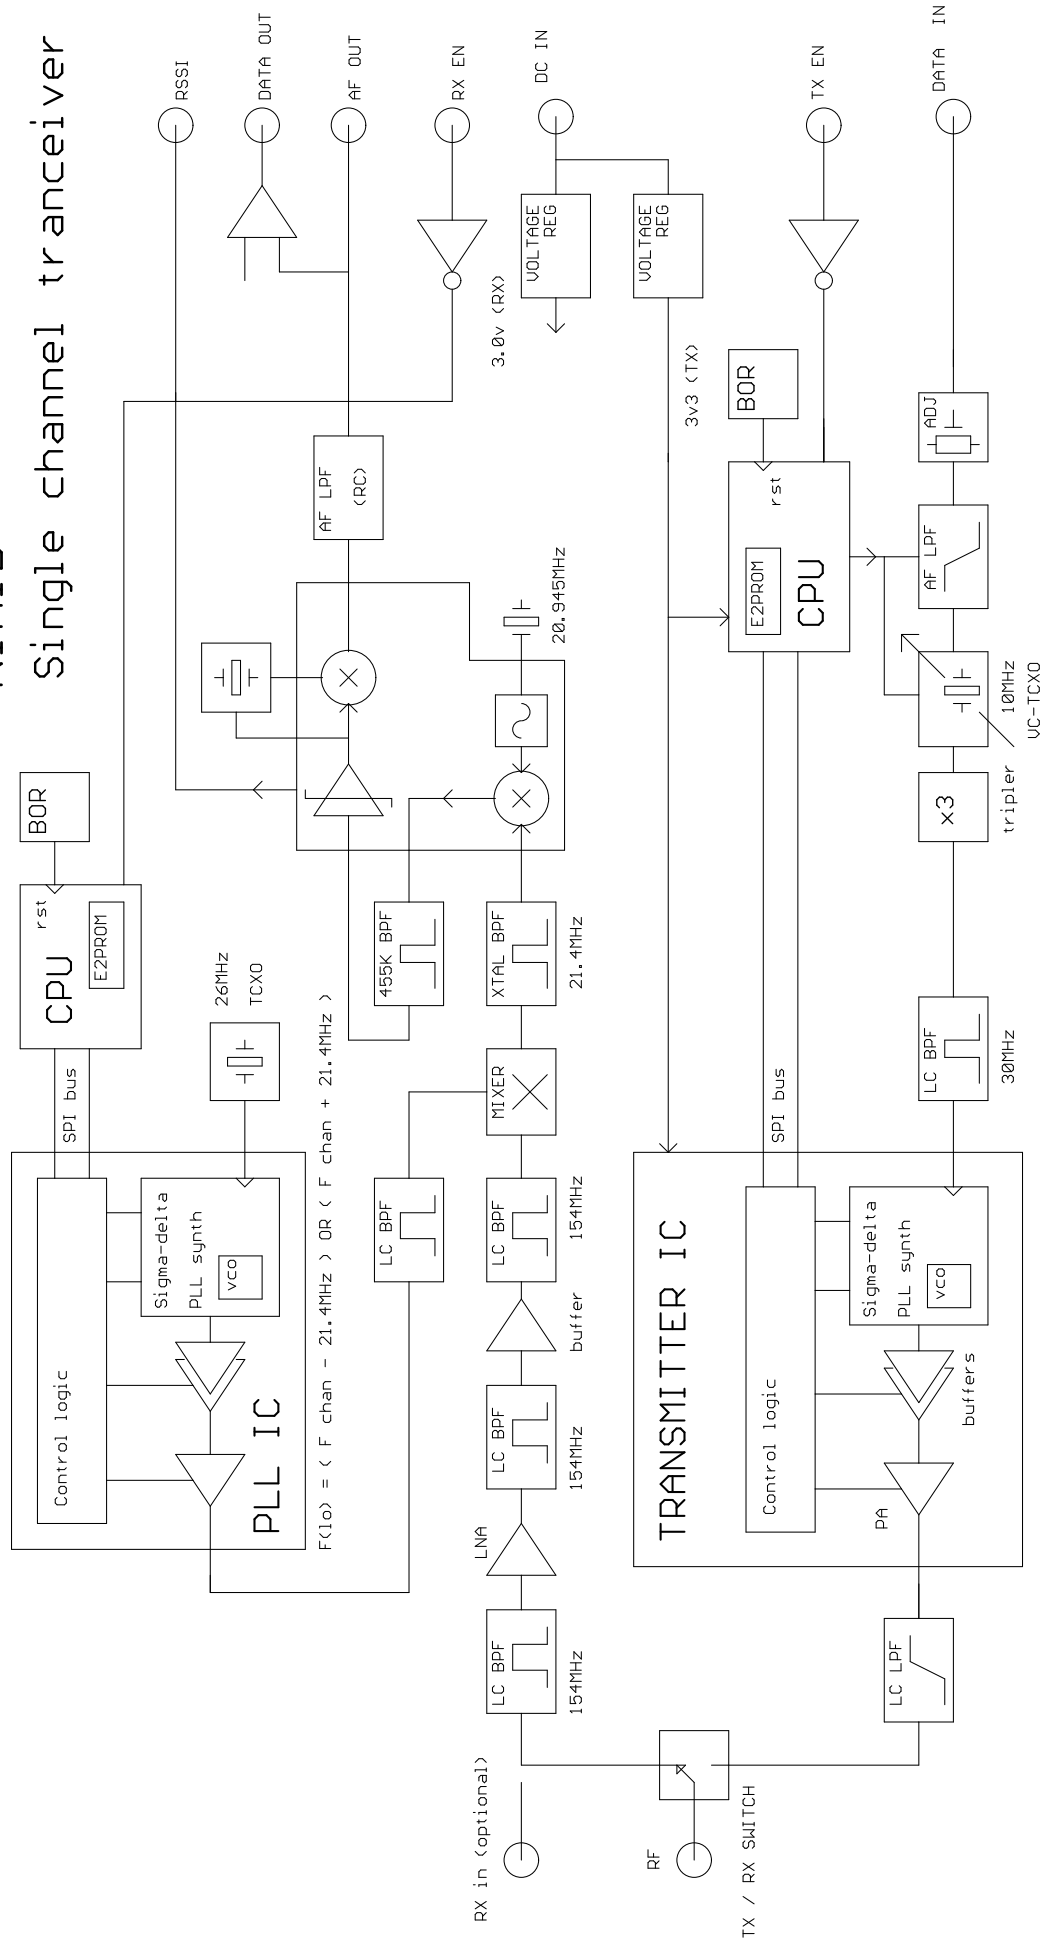 Single channel tranceiver
RSSI
DATA OUT
AF OUT
RX EN
DC IN
TX EN
DATA IN
BOR
rst
CPU
E2PROM
SPI bus
Control logic
Sigma-delta
PLL synth
vco
PLL IC
26MHz
TCXO
F(lo) = ( F chan - 21.4MHz ) OR ( F chan + 21.4MHz )
RX in (optional)
LC BPF
154MHz
LNA
LC BPF
154MHz
buffer
LC BPF
154MHz
LC BPF
MIXER
XTAL BPF
21.4MHz
455K BPF
20.945MHz
AF LPF
(RC)
3.0v (RX)
VOLTAGE
REG
VOLTAGE
REG
3v3 (TX)
RF
TX / RX SWITCH
LC LPF
TRANSMITTER IC
Control logic
PA
buffers
Sigma-delta
PLL synth
vco
SPI bus
CPU
E2PROM
rst
BOR
LC BPF
30MHz
x3
tripler
10MHz
VC-TCXO
AF LPF
ADJ